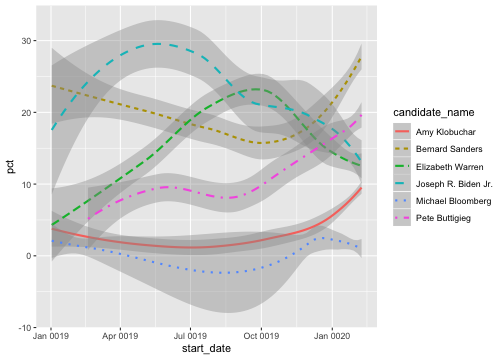 30
20
10
0
-10
pct
Jan 0019
Apr 0019
Jul 0019
Oct 0019
Jan 0020
start_date
candidate_name
Amy Klobuchar
Bernard Sanders
Elizabeth Warren
Joseph R. Biden Jr.
Michael Bloomberg
Pete Buttigieg